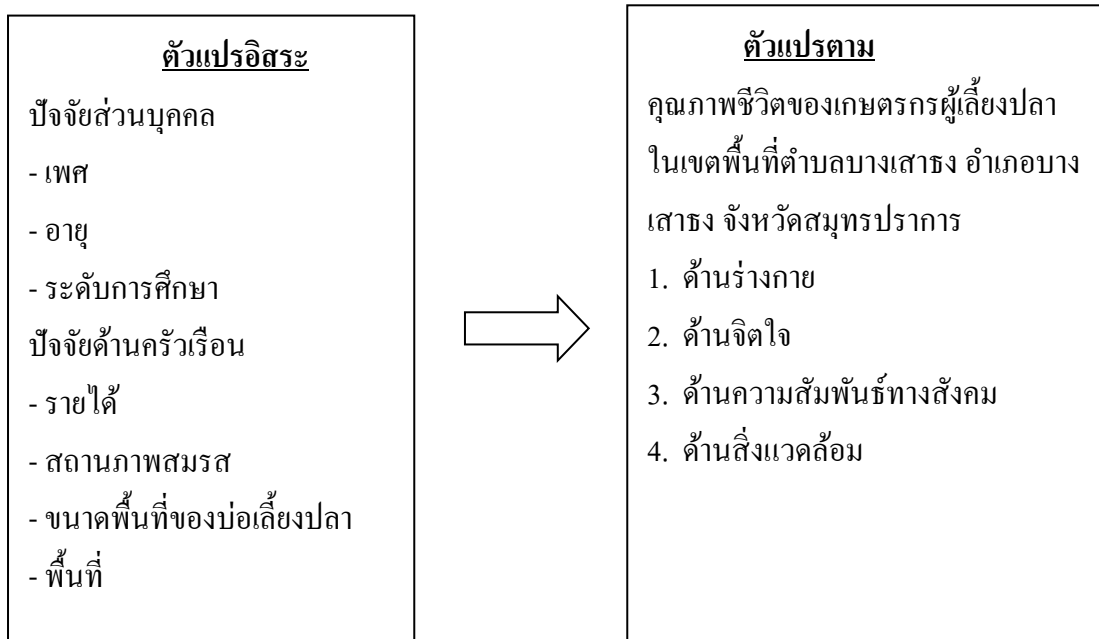 ตัวแปรอิสระ
ปัจจัยส่วนบุคคล
- เพศ
- อายุ
- ระดับการศึกษา
ปัจจัยด้านครัวเรือน
- รายได้
- สถานภาพสมรส
- ขนาดพื้นที่ของบ่อเลี้ยงปลา
- พื้นที่
ตัวแปรตาม
คุณภาพชีวิตของเกษตรกรผู้เลี้ยงปลา
ในเขตพื้นที่ตำบลบางเสาธง อำเภอบาง
เสาธง จังหวัดสมุทรปราการ
1. ด้านร่างกาย
2. ด้านจิตใจ
3. ด้านความสัมพันธ์ทางสังคม
4. ด้านสิ่งแวดล้อม